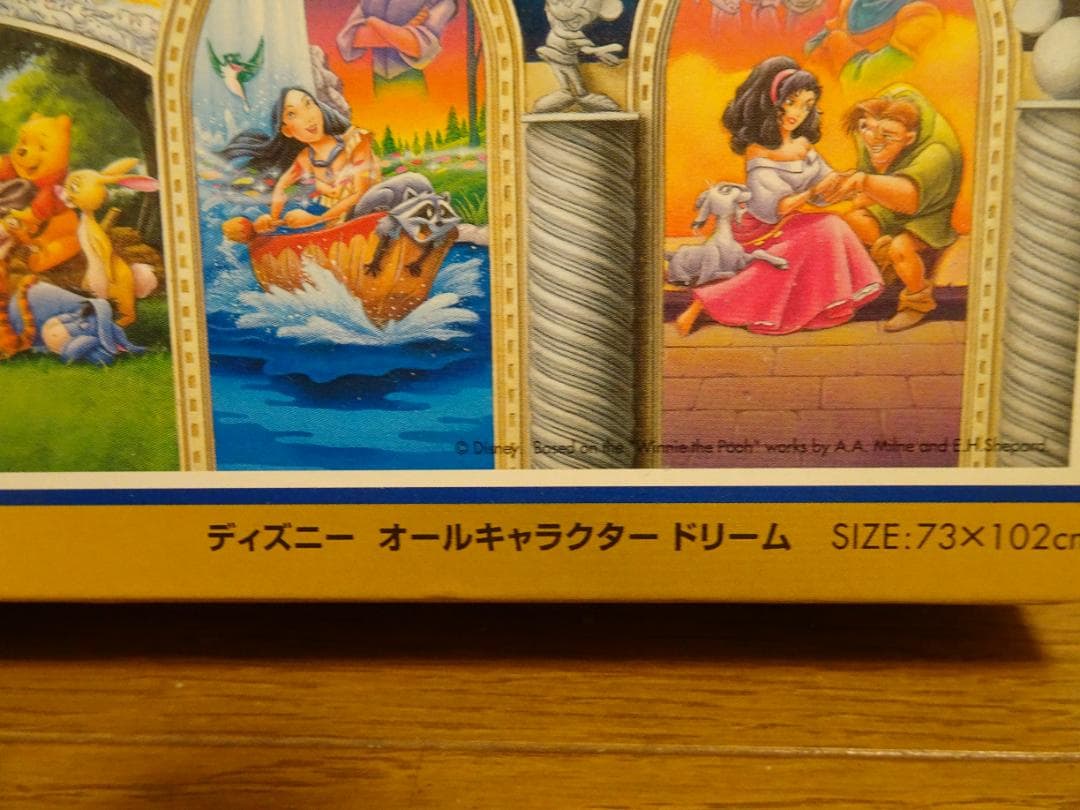 © Disney. Based on the "Winnie the Pooh" works by A.A. Milne and E.H. Shepard.
ディズニー オールキャラクター ドリーム SIZE:73×102cm